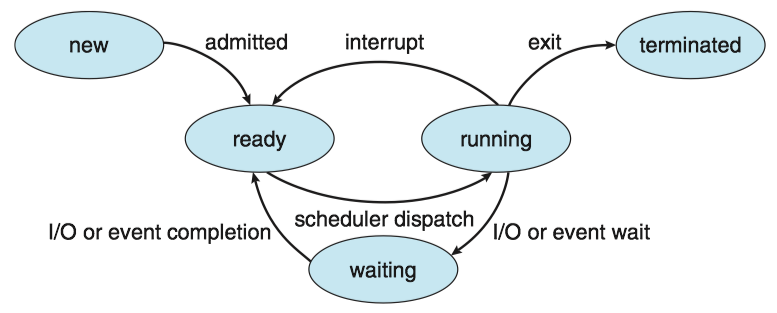 new
admitted
interrupt
exit
terminated
ready
running
scheduler dispatch
I/O or event completion
I/O or event wait
waiting